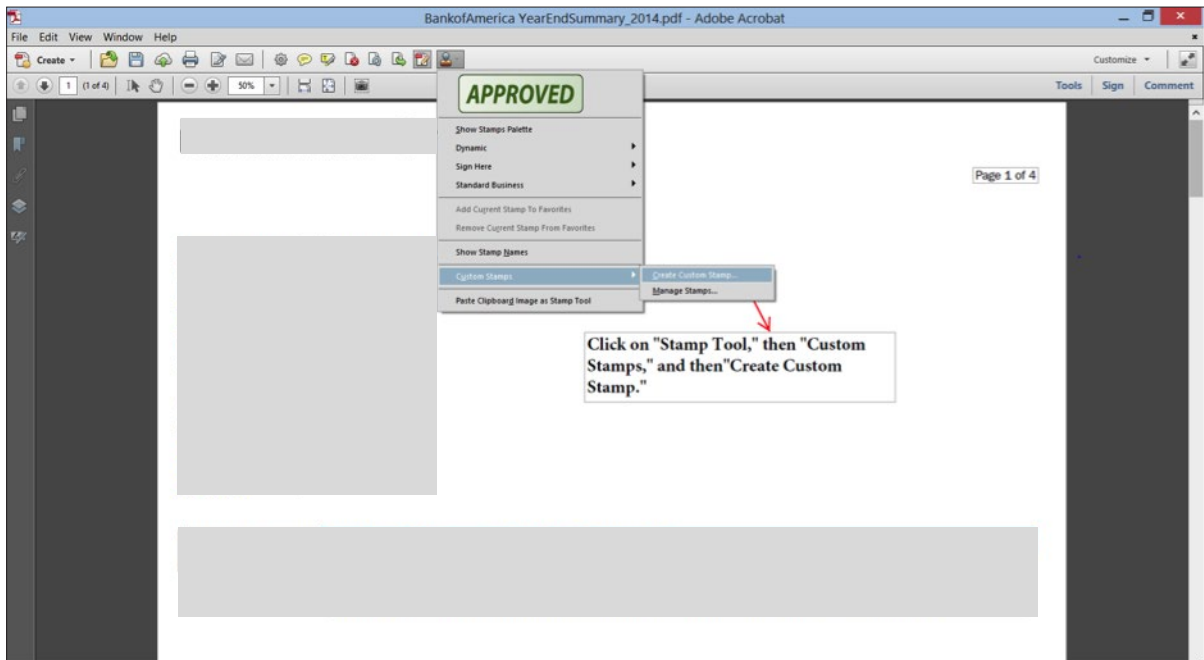 BankofAmerica YearEndSummary_2014.pdf - Adobe Acrobat
File Edit View Window Help
Create Customize
1 (1 of 4) 50% Tools Sign Comment
APPROVED
Show Stamps Palette
Dynamic
Sign Here
Standard Business
Page 1 of 4
Add Current Stamp To Favorites
Remove Current Stamp From Favorites
Show Stamp Names
Custom Stamps
Create Custom Stamp...
Manage Stamps...
Paste Clipboard Image as Stamp Tool
Click on "Stamp Tool," then "Custom
Stamps," and then"Create Custom
Stamp."